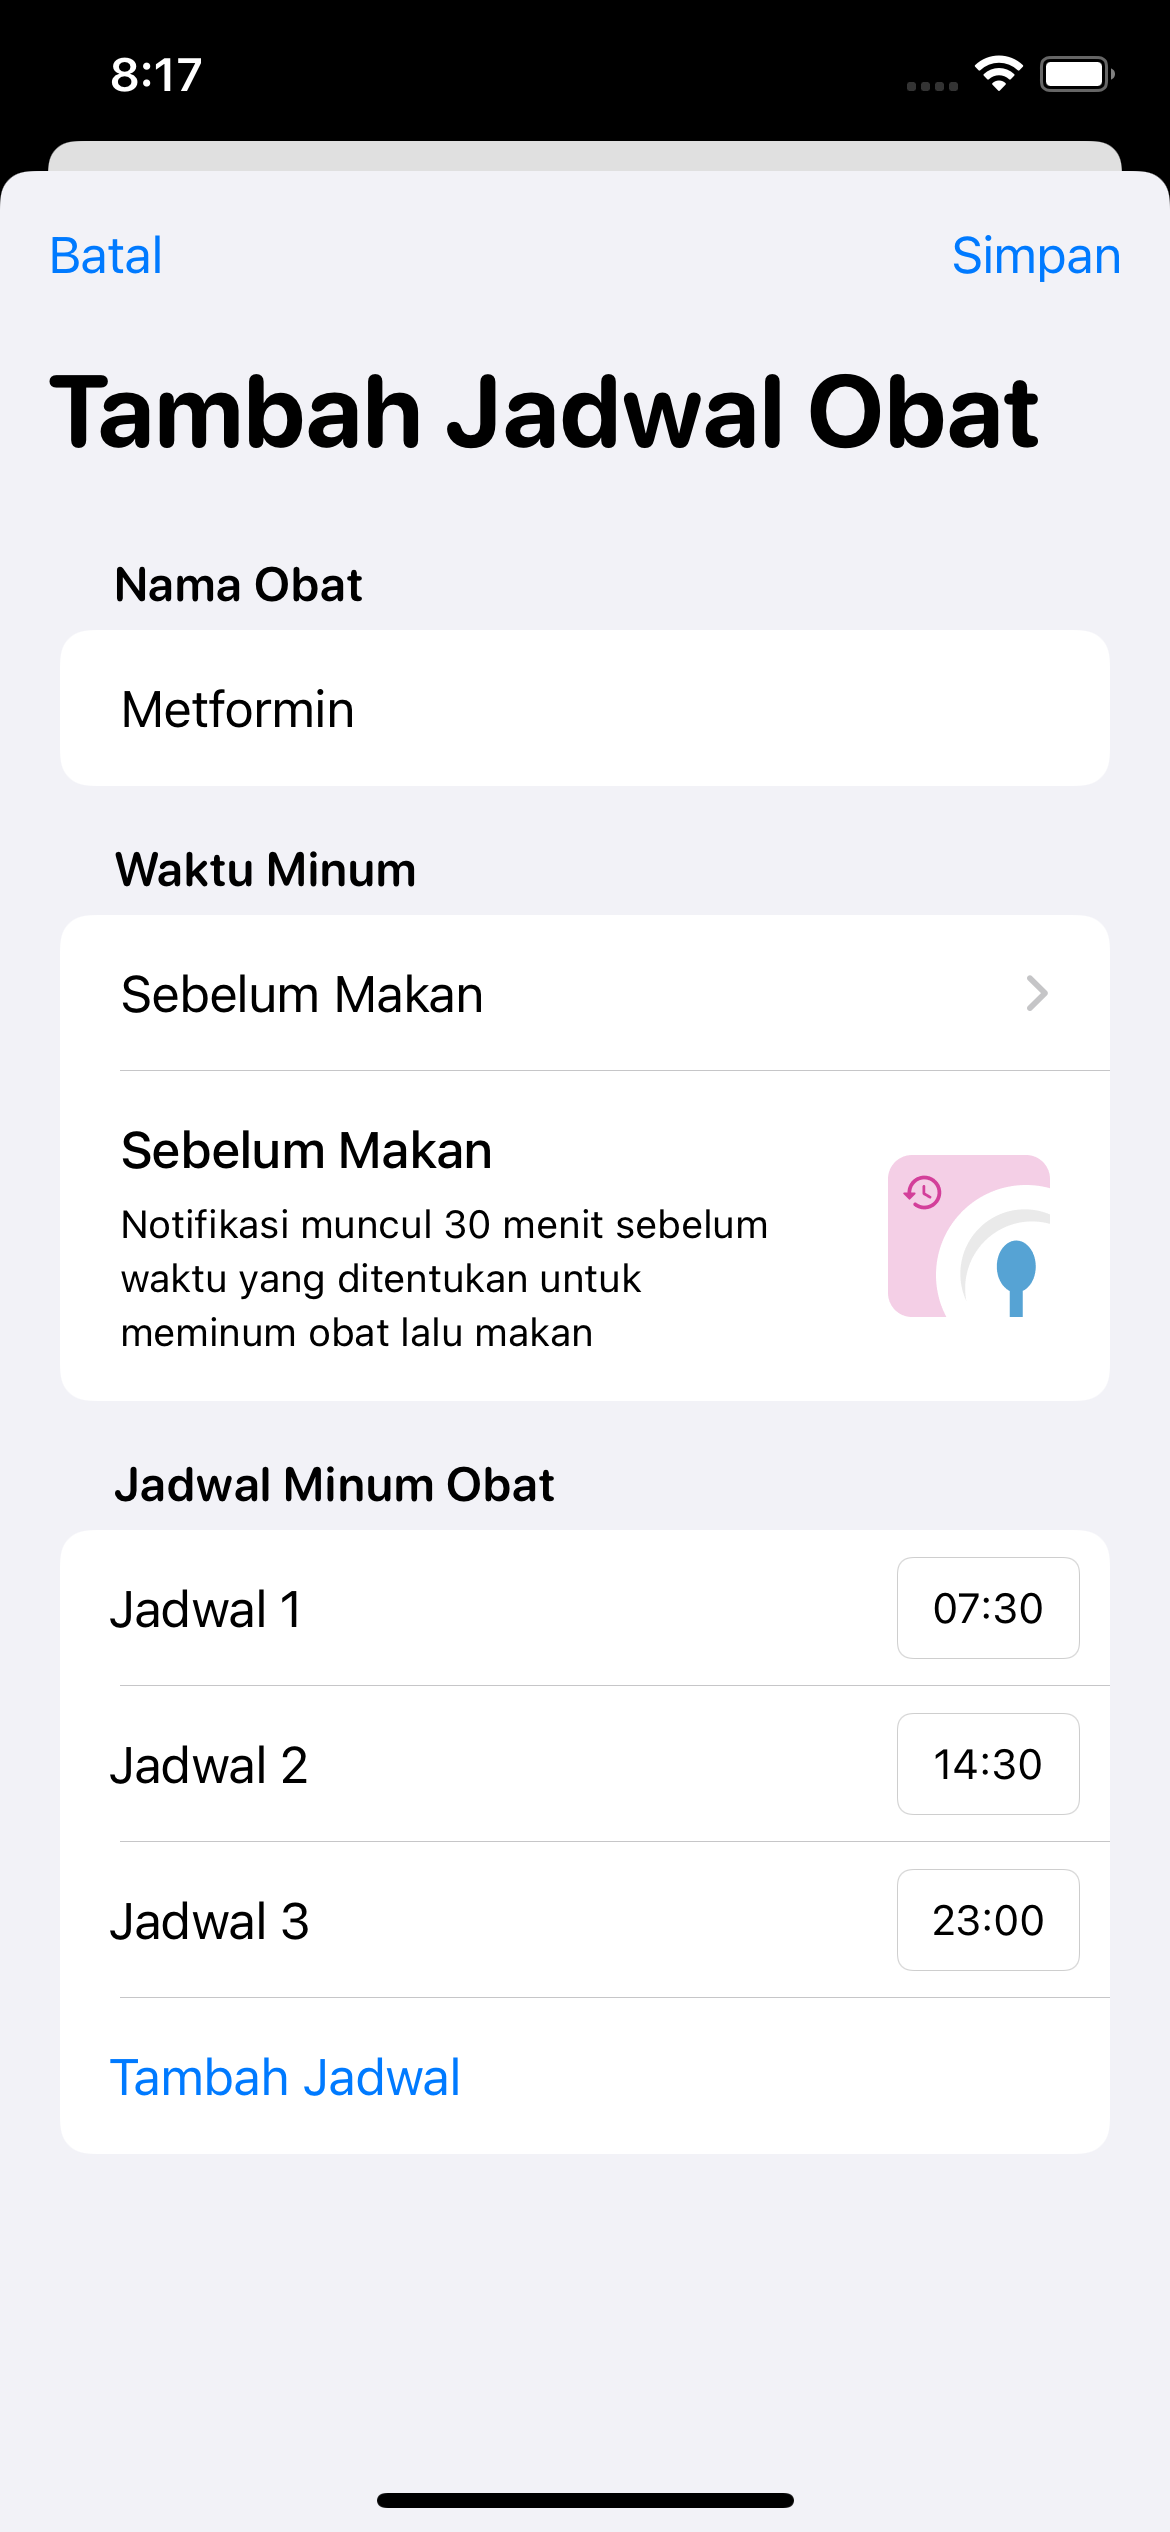 8:17
Batal
Simpan
Tambah Jadwal Obat
Nama Obat
Metformin
Waktu Minum
Sebelum Makan
Sebelum Makan
Notifikasi muncul 30 menit sebelum
waktu yang ditentukan untuk
meminum obat lalu makan
Jadwal Minum Obat
Jadwal 1
07:30
Jadwal 2
14:30
Jadwal 3
23:00
Tambah Jadwal